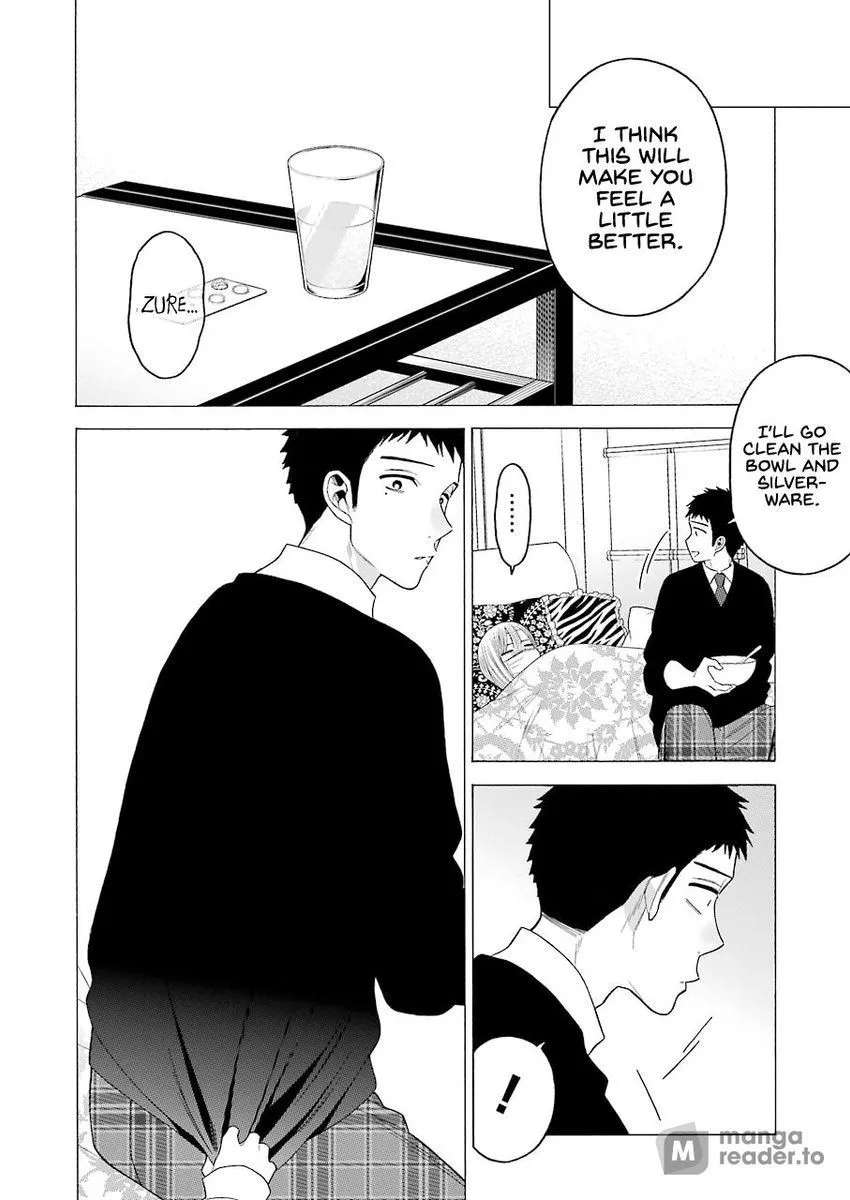 I THINK
THIS WILL
MAKE YOU
FEEL A
LITTLE
BETTER.
ZURE...
I'LL GO
CLEAN THE
BOWL AND
SILVER-
WARE.
........
!
M manga
reader.to